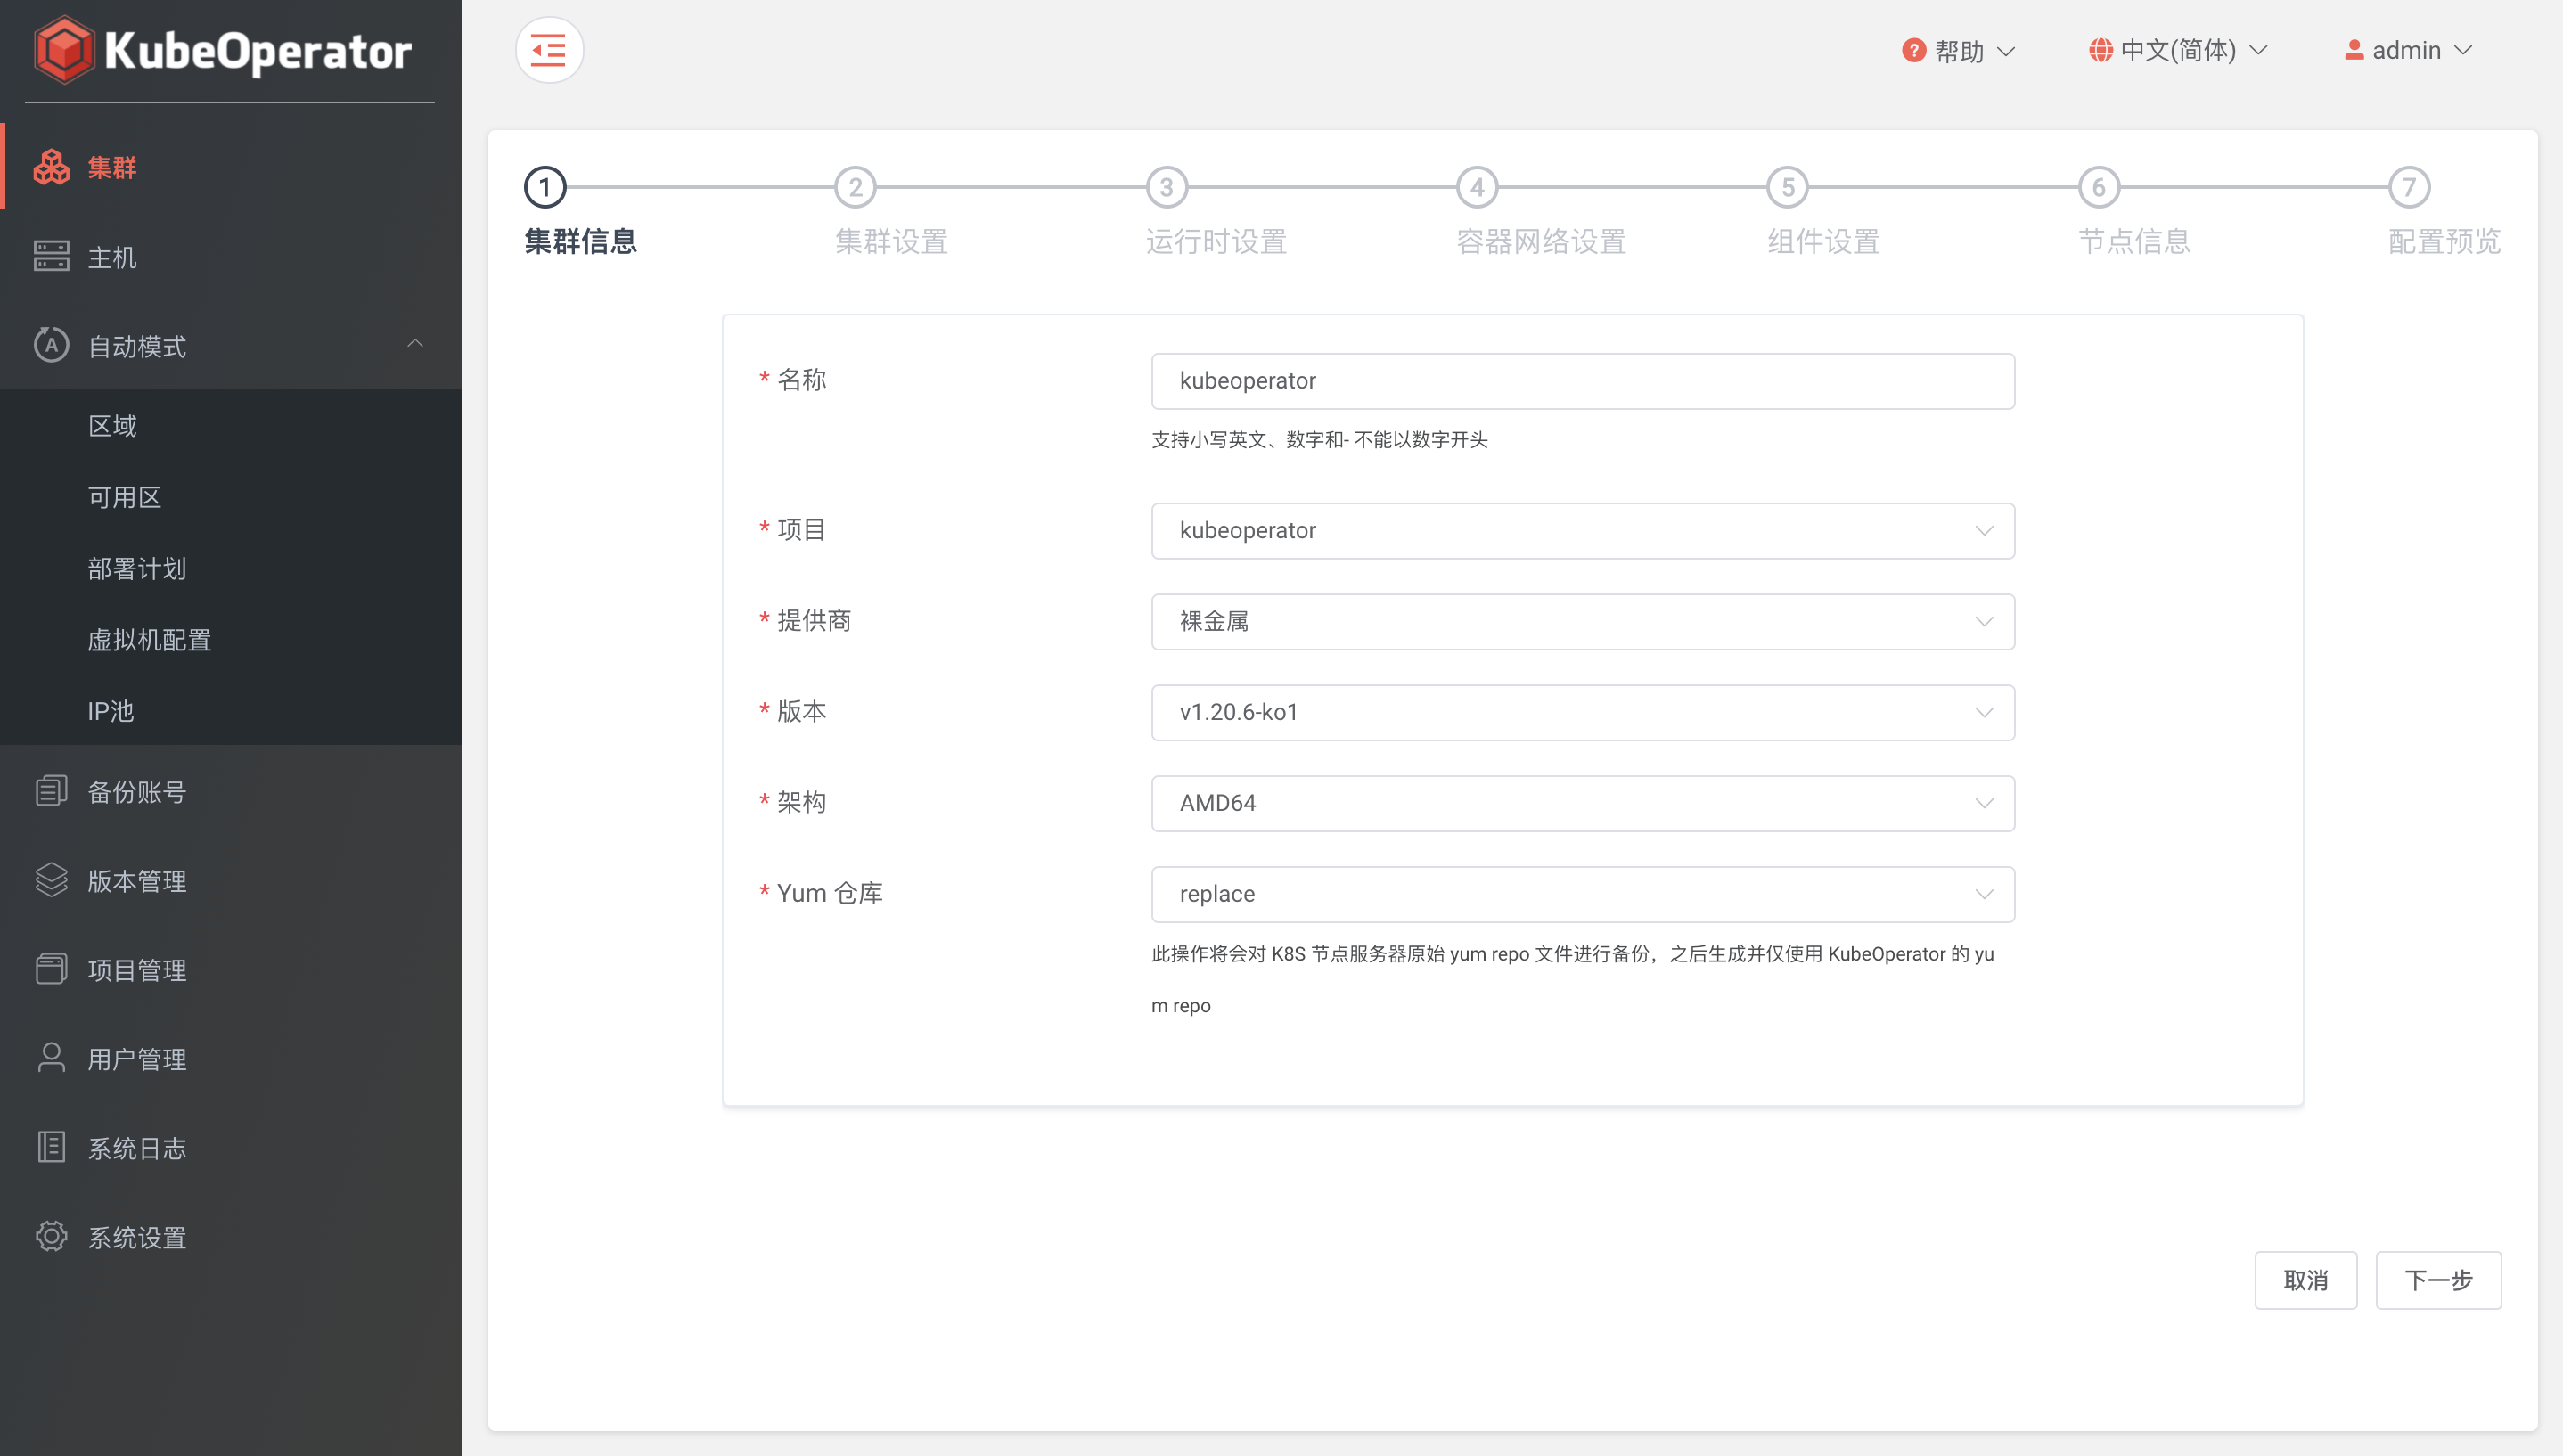 KubeOperator
集群
主机
自动模式
区域
可用区
部署计划
虚拟机配置
IP池
备份账号
版本管理
项目管理
用户管理
系统日志
系统设置
帮助
中文(简体)
admin
1
2
3
4
5
6
7
集群信息
集群设置
运行时设置
容器网络设置
组件设置
节点信息
配置预览
* 名称
kubeoperator
支持小写英文、数字和- 不能以数字开头
* 项目
kubeoperator
* 提供商
裸金属
* 版本
v1.20.6-ko1
* 架构
AMD64
* Yum 仓库
replace
此操作将会对 K8S 节点服务器原始 yum repo 文件进行备份，之后生成并仅使用 KubeOperator 的 yu
m repo
取消
下一步